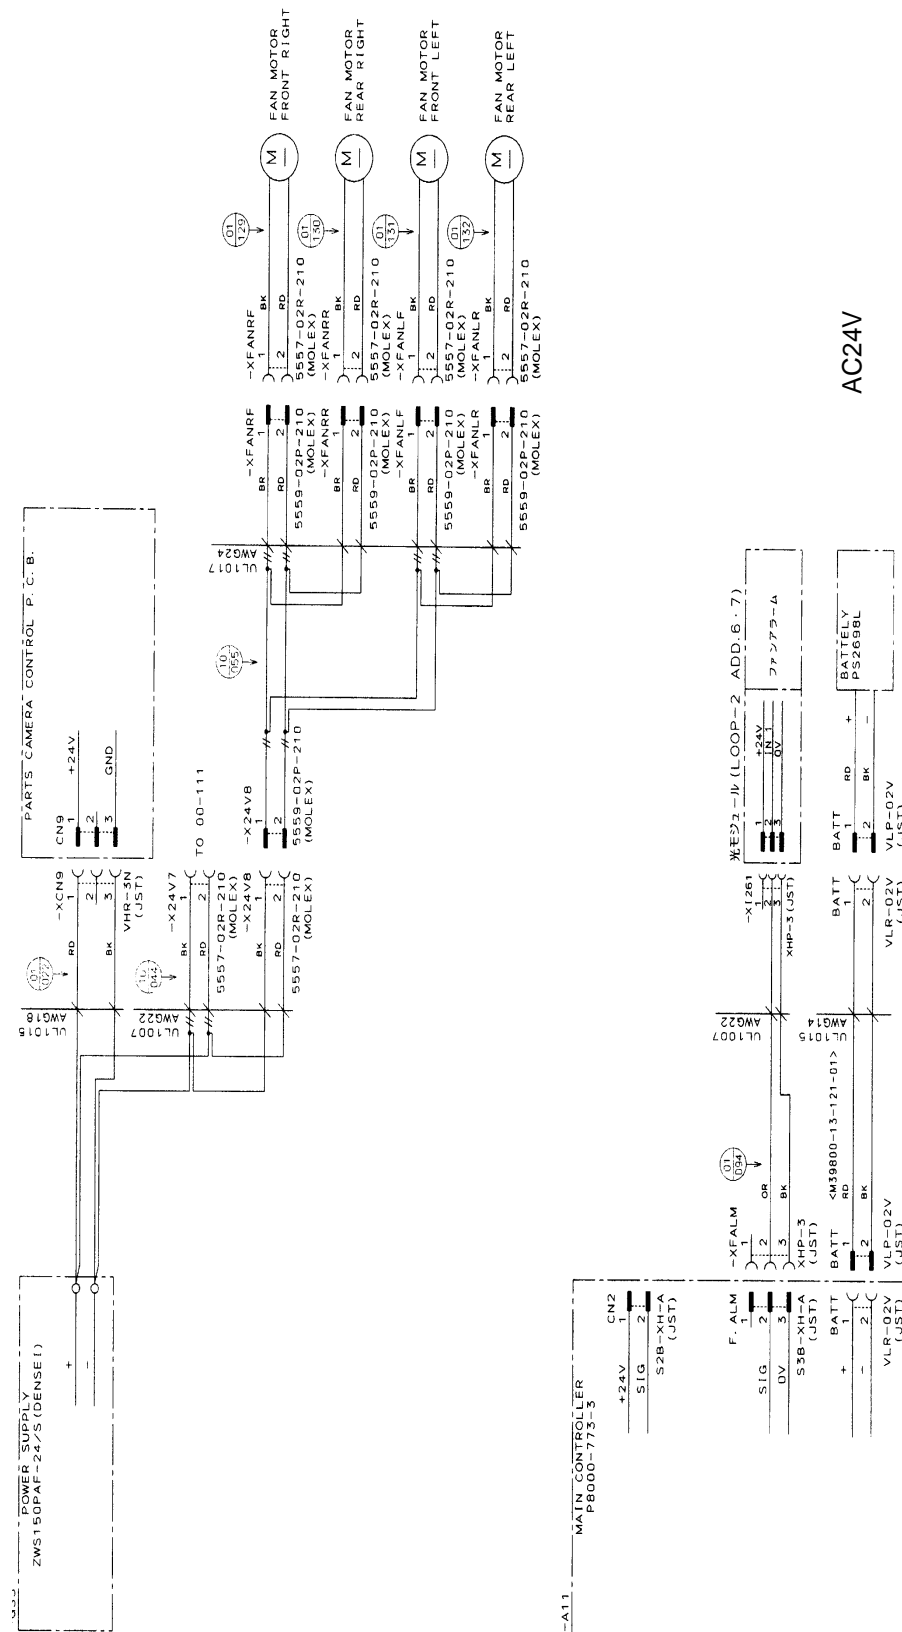 FAN MOTOR
FRONT RIGHT
FAN MOTOR
REAR RIGHT
FAN MOTOR
FRONT LEFT
FAN MOTOR
REAR LEFT
M
M
M
M
01
129
01
130
01
131
01
132
-XFANRF
1
BK
2
RD
5557-02R-210
(MOLEX)
-XFANRR
1
BK
2
RD
5557-02R-210
(MOLEX)
-XFANLF
1
BK
2
RD
5557-02R-210
(MOLEX)
-XFANLR
1
BK
2
RD
5557-02R-210
(MOLEX)
-XFANRF
1
BR
2
RD
5559-02P-210
(MOLEX)
-XFANRR
1
BR
2
RD
5559-02P-210
(MOLEX)
-XFANLF
1
BR
2
RD
5559-02P-210
(MOLEX)
-XFANLR
1
BR
2
RD
5559-02P-210
(MOLEX)
UL1017
AWG24
10
055
PARTS CAMERA CONTROL P. C. B.
CN9
1
+24V
2
3
GND
-XCN9
1
RD
2
3
BK
VHR-3N
(JST)
01
022
UL1015
AWG18
TO 00-111
-X24V7
1
BK
2
RD
5557-02R-210
(MOLEX)
10
044
UL1007
AWG22
-X24V8
1
BK
2
RD
5557-02R-210
(MOLEX)
-X24V8
1
2
5559-02P-210
(MOLEX)
POWER SUPPLY
ZWS150PAF-24/S(DENSEI)
+
-
AC24V
光モジュール(LOOP-2 ADD.6・7)
ファンアラーム
1
+24V
2
IN 1
3
0V
-X1261
1
2
3
XHP-3(JST)
UL1007
AWG22
01
094
-XFALM
1
2
OR
3
BK
XHP-3
(JST)
BATTELY
PS2698L
BATT
1
RD
+
2
BK
-
VLP-02V
(JST)
BATT
1
2
VLR-02V
(JST)
UL1015
AWG14
<M39800-13-121-01>
BATT
1
RD
2
BK
VLP-02V
(JST)
-A11
MAIN CONTROLLER
P8000-773-3
CN2
+24V
1
SIG
2
S2B-XH-A
(JST)
F. ALM
1
SIG
2
0V
3
S3B-XH-A
(JST)
BATT
+
1
-
2
VLR-02V
(JST)